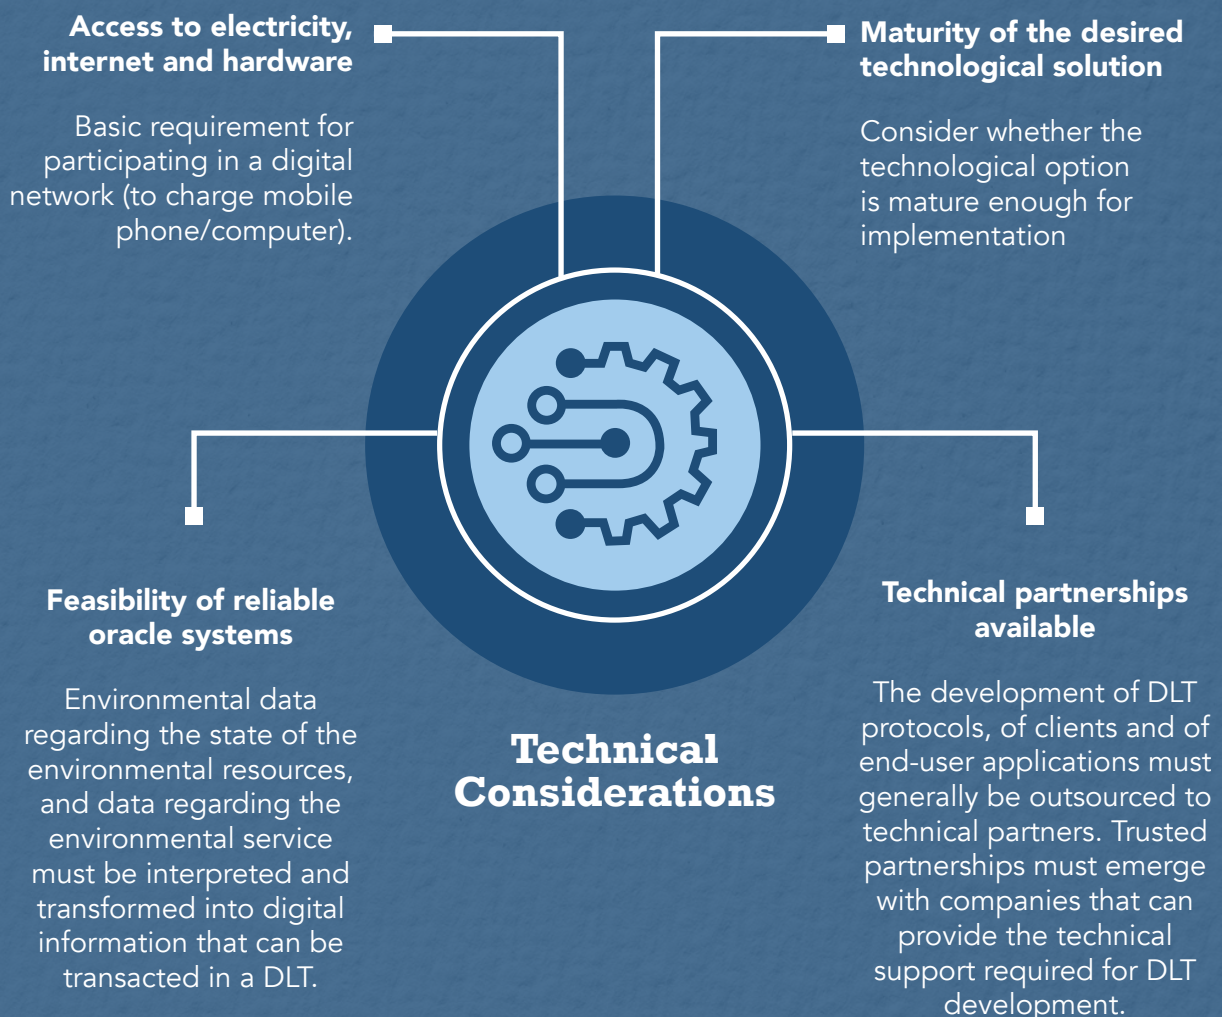 Access to electricity,
internet and hardware
Basic requirement for
participating in a digital
network (to charge mobile
phone/computer).
Maturity of the desired
technological solution
Consider whether the
technological option
is mature enough for
implementation
Feasibility of reliable
oracle systems
Environmental data
regarding the state of the
environmental resources,
and data regarding the
environmental service
must be interpreted and
transformed into digital
information that can be
transacted in a DLT.
Technical
Considerations
Technical partnerships
available
The development of DLT
protocols, of clients and of
end-user applications must
generally be outsourced to
technical partners. Trusted
partnerships must emerge
with companies that can
provide the technical
support required for DLT
development.